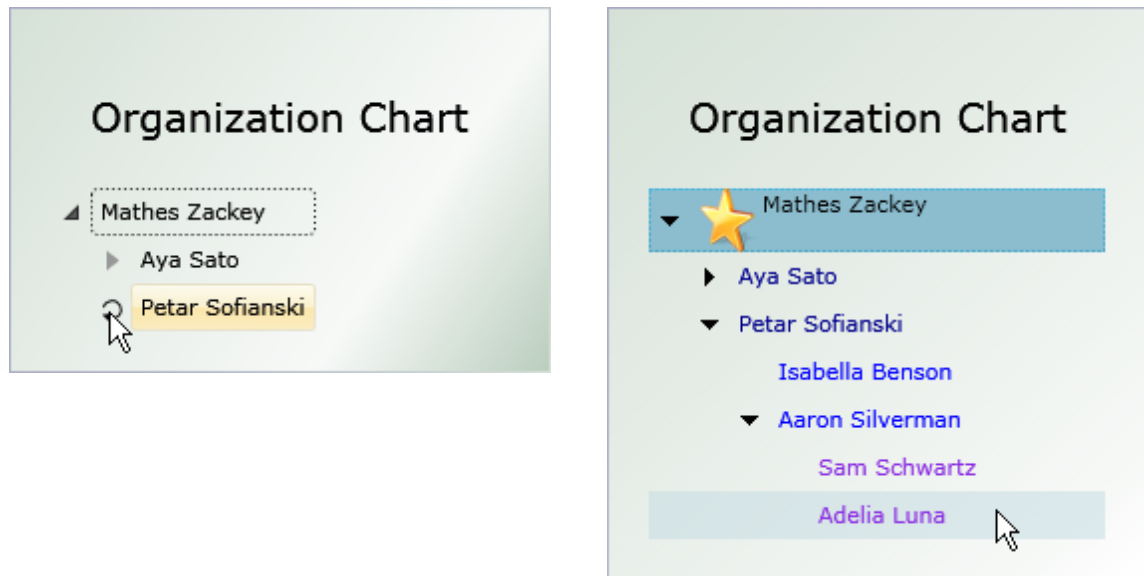 Organization Chart
Mathes Zackey
Aya Sato
Petar Sofianski
Organization Chart
Mathes Zackey
Aya Sato
Petar Sofianski
Isabella Benson
Aaron Silverman
Sam Schwartz
Adelia Luna